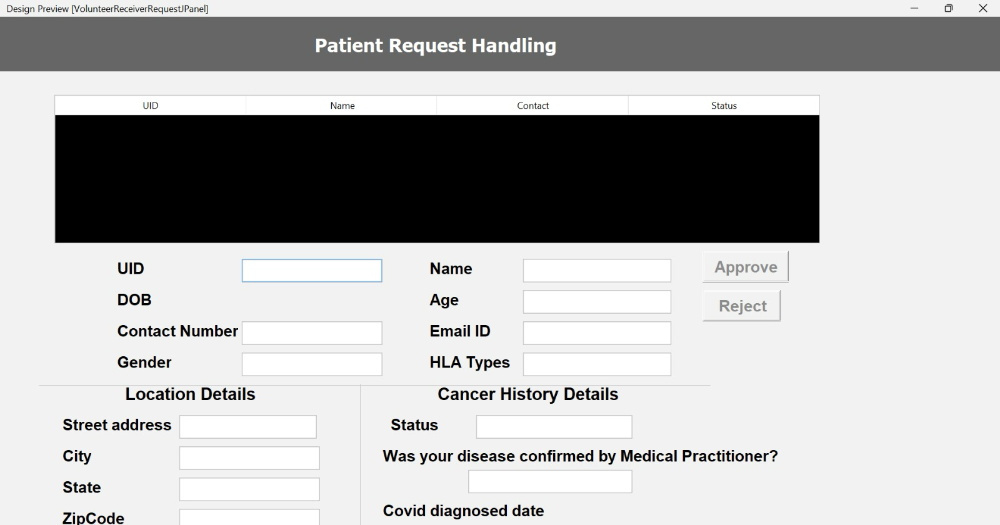 Design Preview [VolunteerReceiverRequestJPanel]
Patient Request Handling
UID Name Contact Status
UID Name Approve
DOB Age Reject
Contact Number Email ID
Gender HLA Types
Location Details Cancer History Details
Street address Status
City Was your disease confirmed by Medical Practitioner?
State
Covid diagnosed date
ZipCode